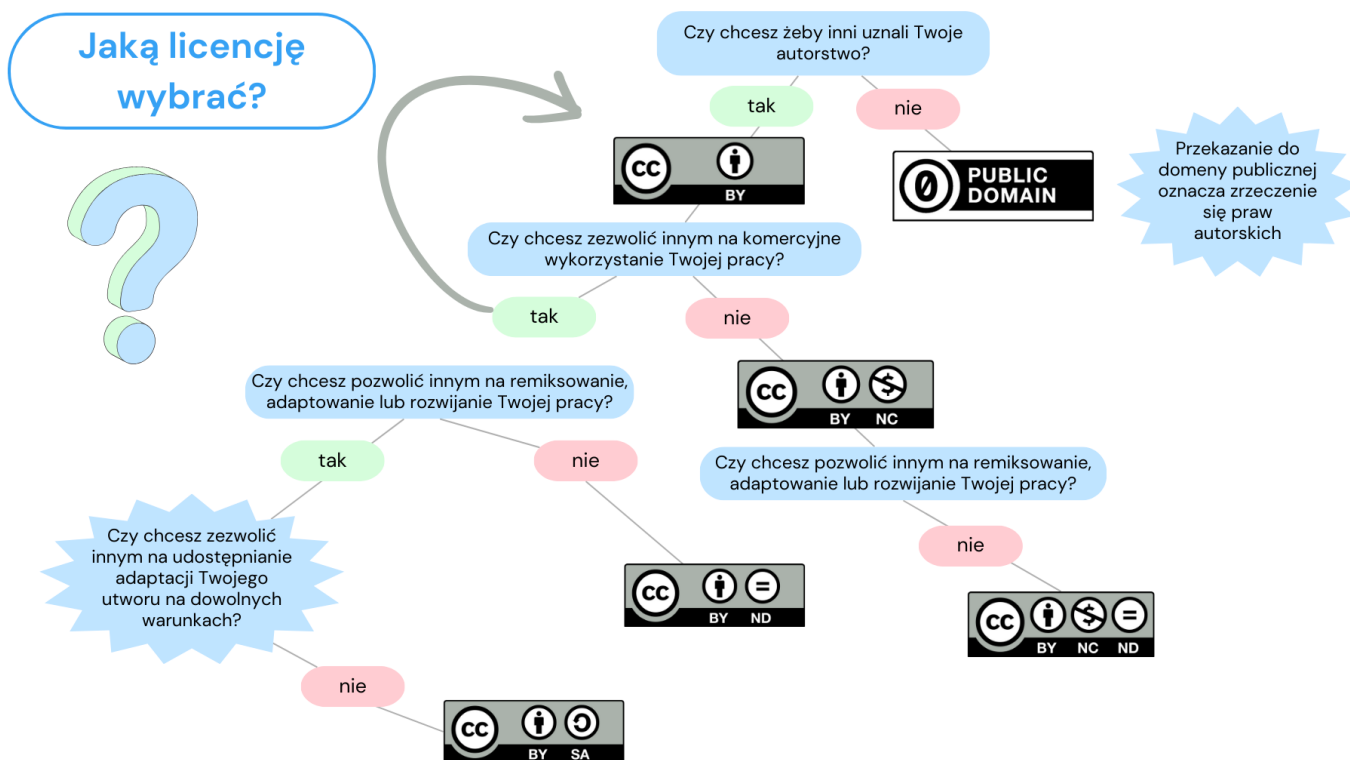 Jaką licencję
wybrać?
Czy chcesz żeby inni uznali Twoje
autorstwo?
tak
nie
CC
BY
PUBLIC
DOMAIN
Przekazanie do
domeny publicznej
oznacza zrzeczenie
się praw
autorskich
Czy chcesz zezwolić innym na komercyjne
wykorzystanie Twojej pracy?
tak
nie
CC
BY NC
Czy chcesz pozwolić innym na remiksowanie,
adaptowanie lub rozwijanie Twojej pracy?
tak
nie
Czy chcesz pozwolić innym na remiksowanie,
adaptowanie lub rozwijanie Twojej pracy?
nie
Czy chcesz zezwolić
innym na udostępnianie
adaptacji Twojego
utworu na dowolnych
warunkach?
CC
BY ND
CC
BY NC ND
nie
CC
BY SA